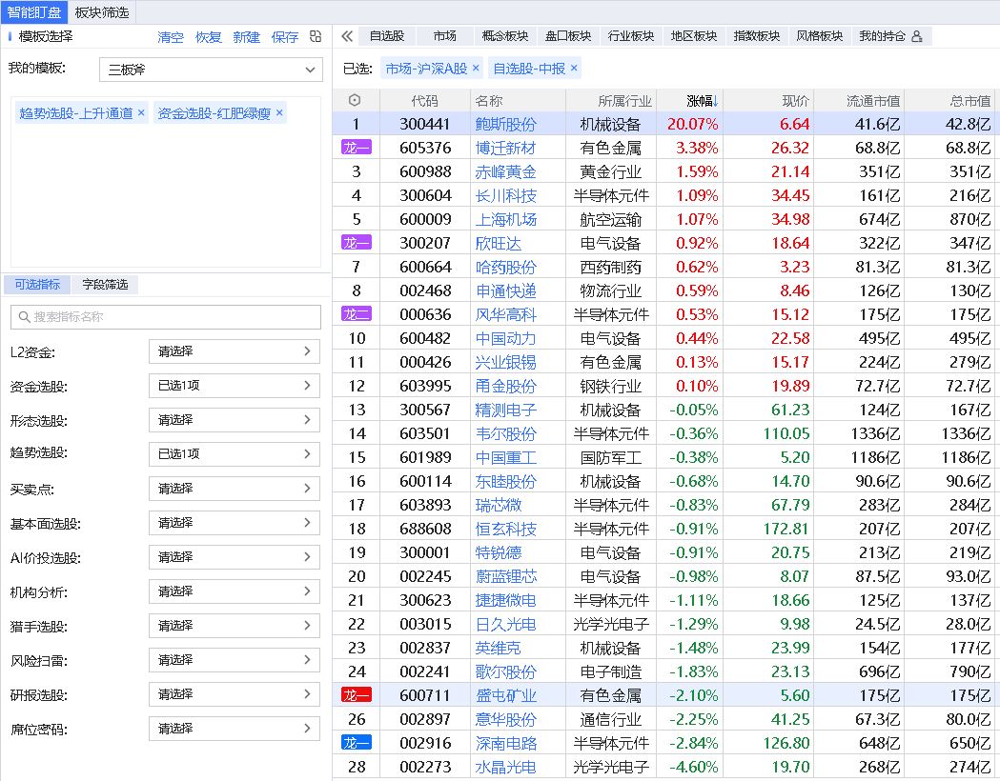 智能盯盘 板块筛选
模板选择 清空 恢复 新建 保存
我的模板: 三板斧
趋势选股-上升通道 × 资金选股-红肥绿瘦 ×
可选指标 字段筛选
搜索指标名称
L2资金: 请选择
资金选股: 已选1项
形态选股: 请选择
趋势选股: 已选1项
买卖点: 请选择
基本面选股: 请选择
AI价投选股: 请选择
机构分析: 请选择
猎手选股: 请选择
风险扫雷: 请选择
研报选股: 请选择
席位密码: 请选择
自选股 市场 概念板块 盘口板块 行业板块 地区板块 指数板块 风格板块 我的持仓
已选: 市场-沪深A股 × 自选股-中报 ×
代码 名称 所属行业 涨幅↓ 现价 流通市值 总市值
1 300441 鲍斯股份 机械设备 20.07% 6.64 41.6亿 42.8亿
龙一 605376 博迁新材 有色金属 3.38% 26.32 68.8亿 68.8亿
3 600988 赤峰黄金 黄金行业 1.59% 21.14 351亿 351亿
4 300604 长川科技 半导体元件 1.09% 34.45 161亿 216亿
5 600009 上海机场 航空运输 1.07% 34.98 674亿 870亿
龙一 300207 欣旺达 电气设备 0.92% 18.64 322亿 347亿
7 600664 哈药股份 西药制药 0.62% 3.23 81.3亿 81.3亿
8 002468 申通快递 物流行业 0.59% 8.46 126亿 130亿
龙二 000636 风华高科 半导体元件 0.53% 15.12 175亿 175亿
10 600482 中国动力 电气设备 0.44% 22.58 495亿 495亿
11 000426 兴业银锡 有色金属 0.13% 15.17 224亿 279亿
12 603995 甬金股份 钢铁行业 0.10% 19.89 72.7亿 72.7亿
13 300567 精测电子 机械设备 -0.05% 61.23 124亿 167亿
14 603501 韦尔股份 半导体元件 -0.36% 110.05 1336亿 1336亿
15 601989 中国重工 国防军工 -0.38% 5.20 1186亿 1186亿
16 600114 东睦股份 机械设备 -0.68% 14.70 90.6亿 90.6亿
17 603893 瑞芯微 半导体元件 -0.83% 67.79 283亿 284亿
18 688608 恒玄科技 半导体元件 -0.91% 172.81 207亿 207亿
19 300001 特锐德 电气设备 -0.91% 20.75 213亿 219亿
20 002245 蔚蓝锂芯 电气设备 -0.98% 8.07 87.5亿 93.0亿
21 300623 捷捷微电 半导体元件 -1.11% 18.66 125亿 137亿
22 003015 日久光电 光学光电子 -1.29% 9.98 24.5亿 28.0亿
23 002837 英维克 机械设备 -1.48% 23.99 154亿 177亿
24 002241 歌尔股份 电子制造 -1.83% 23.13 696亿 790亿
龙一 600711 盛屯矿业 有色金属 -2.10% 5.60 175亿 175亿
26 002897 意华股份 通信行业 -2.25% 41.25 67.3亿 80.0亿
龙一 002916 深南电路 半导体元件 -2.84% 126.80 648亿 650亿
28 002273 水晶光电 光学光电子 -4.60% 19.70 268亿 274亿